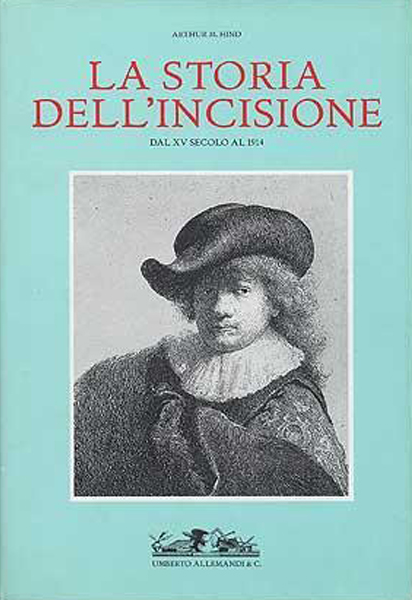 ARTHUR M. HIND
LA STORIA
DELL'INCISIONE
DAL XV SECOLO AL 1914
UMBERTO ALLEMANDI & C.